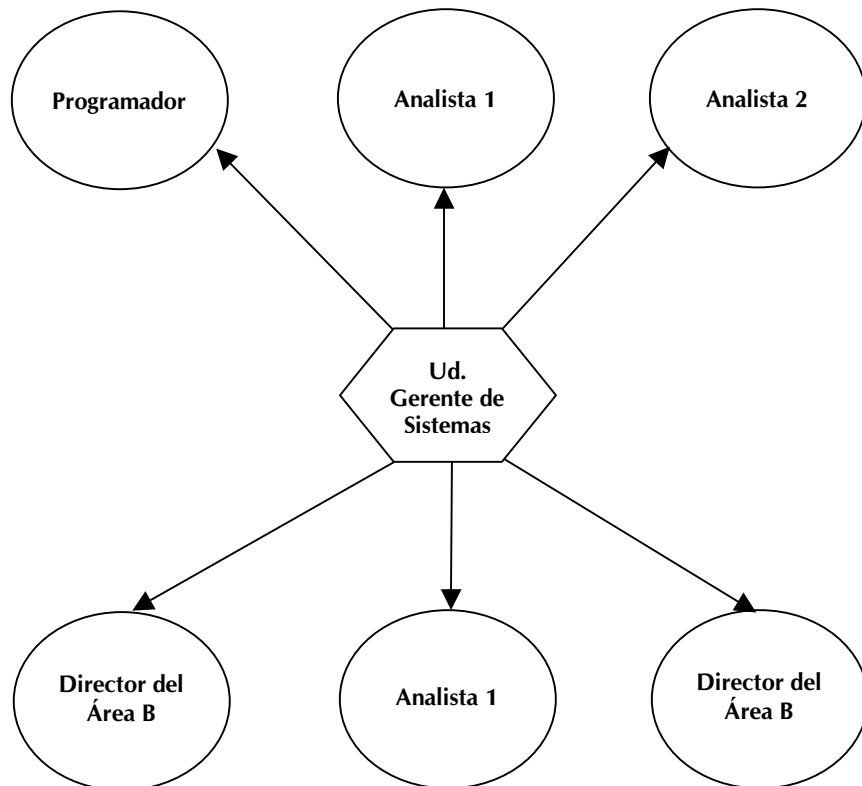 Programador
Analista 1
Analista 2
Ud.
Gerente de
Sistemas
Director del
Área B
Analista 1
Director del
Área B